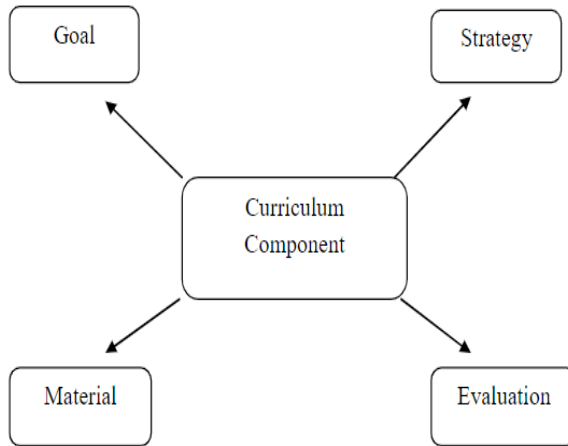 Goal
Strategy
Curriculum
Component
Material
Evaluation